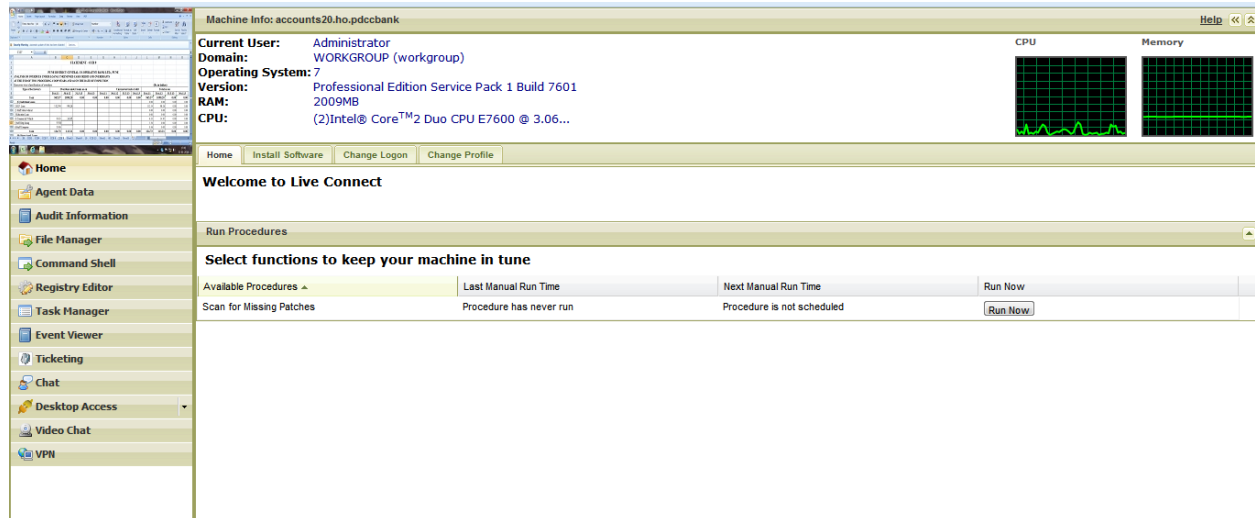 Machine Info: accounts20.ho.pdccbank Help
Current User: Administrator
Domain: WORKGROUP (workgroup)
Operating System: 7
Version: Professional Edition Service Pack 1 Build 7601
RAM: 2009MB
CPU: (2)Intel® Core™2 Duo CPU E7600 @ 3.06...
CPU Memory
Home Install Software Change Logon Change Profile
Welcome to Live Connect
Run Procedures
Select functions to keep your machine in tune
Available Procedures Last Manual Run Time Next Manual Run Time Run Now
Scan for Missing Patches Procedure has never run Procedure is not scheduled Run Now
Home
Agent Data
Audit Information
File Manager
Command Shell
Registry Editor
Task Manager
Event Viewer
Ticketing
Chat
Desktop Access
Video Chat
VPN